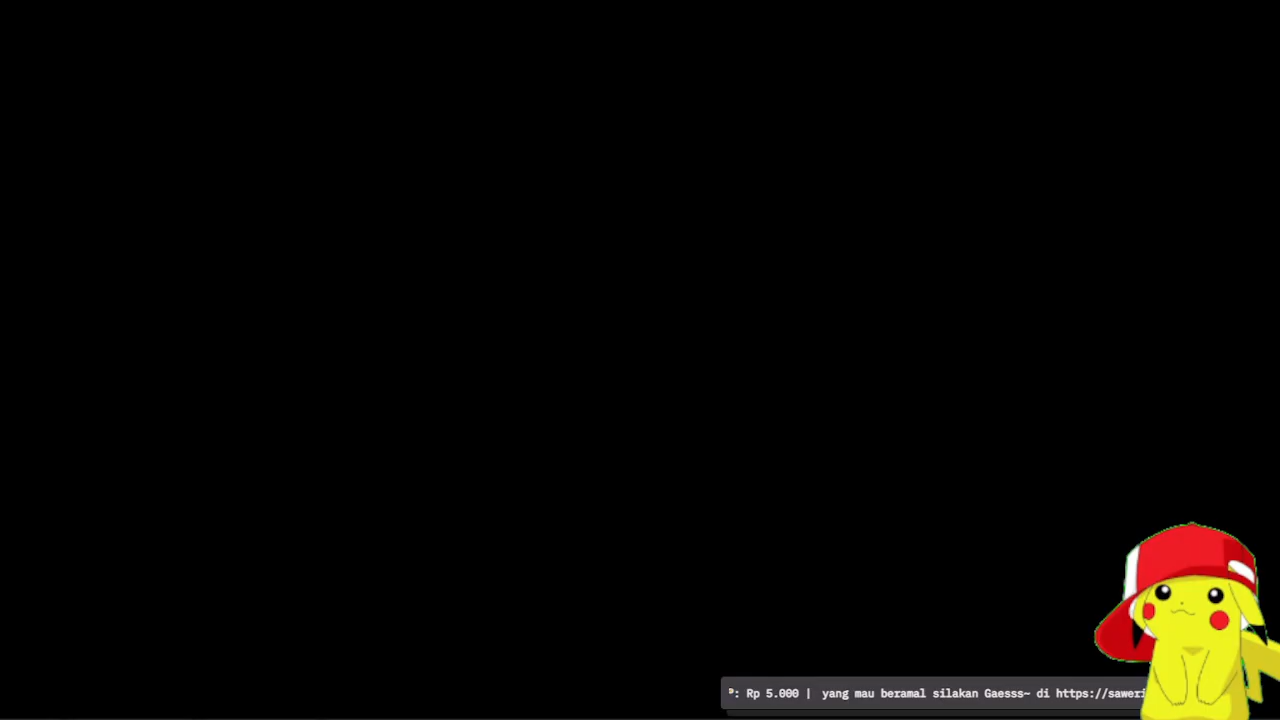 ᴰ: Rp 5.000 | yang mau beramal silakan Gaesss~ di https://saweri